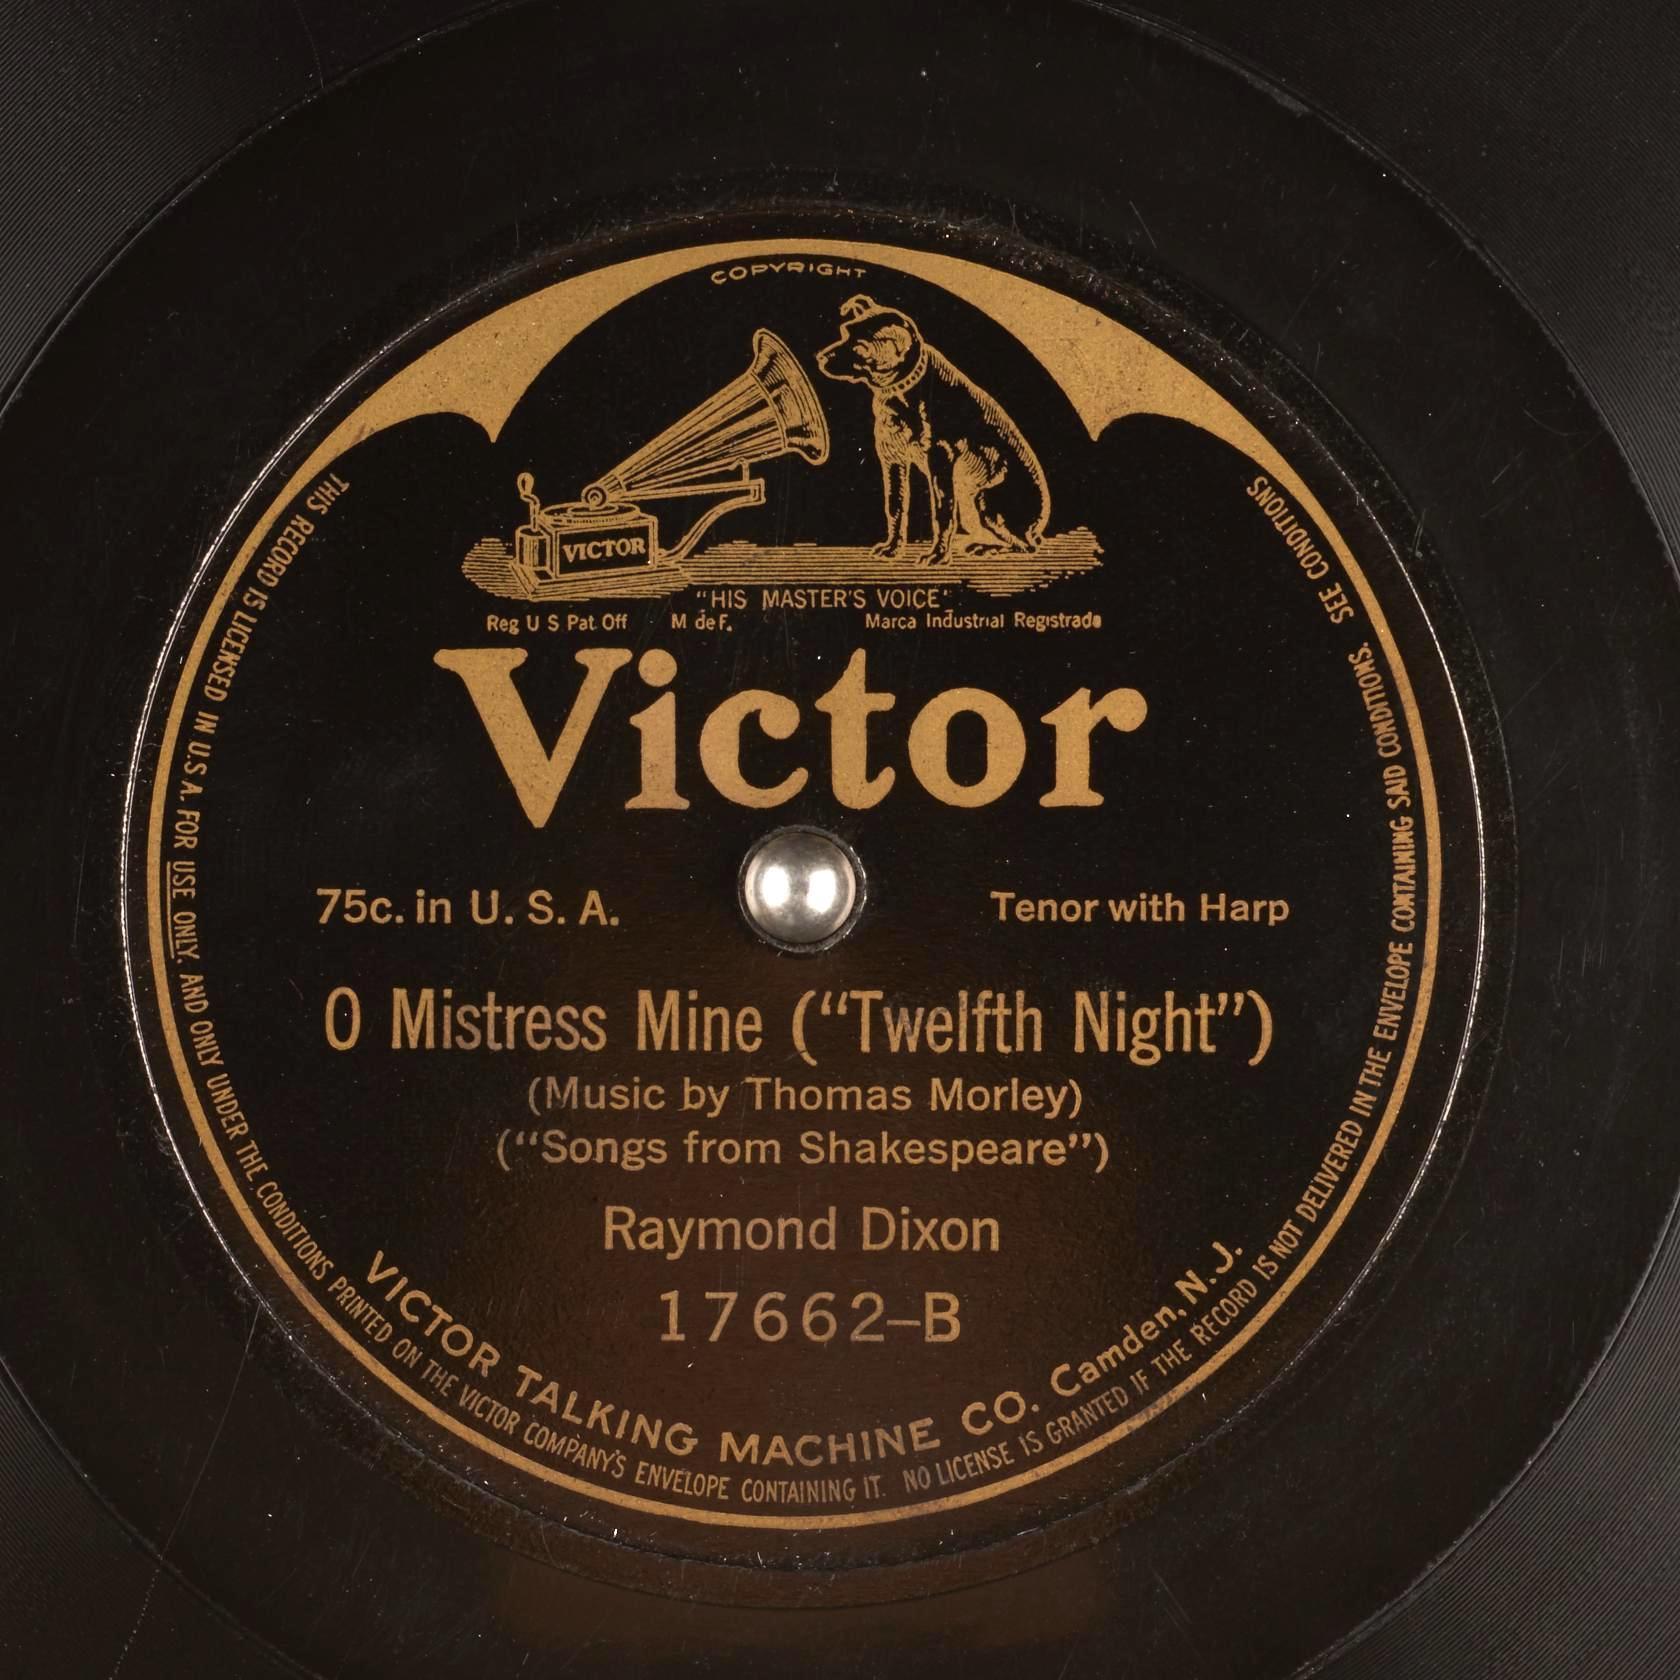 COPYRIGHT
VICTOR
"HIS MASTER'S VOICE"
Reg U S Pat. Off M de F. Marca Industrial Registrada
Victor
75c. in U. S. A. Tenor with Harp
O Mistress Mine (“Twelfth Night”)
(Music by Thomas Morley)
(“Songs from Shakespeare”)
Raymond Dixon
17662–B
VICTOR TALKING MACHINE CO. Camden, N. J.
THIS RECORD IS LICENSED IN U.S.A. FOR USE ONLY, AND ONLY UNDER THE CONDITIONS PRINTED ON THE VICTOR COMPANY'S ENVELOPE CONTAINING IT. NO LICENSE IS GRANTED IF THE RECORD IS NOT DELIVERED IN THE ENVELOPE CONTAINING SAID CONDITIONS. SEE CONDITIONS